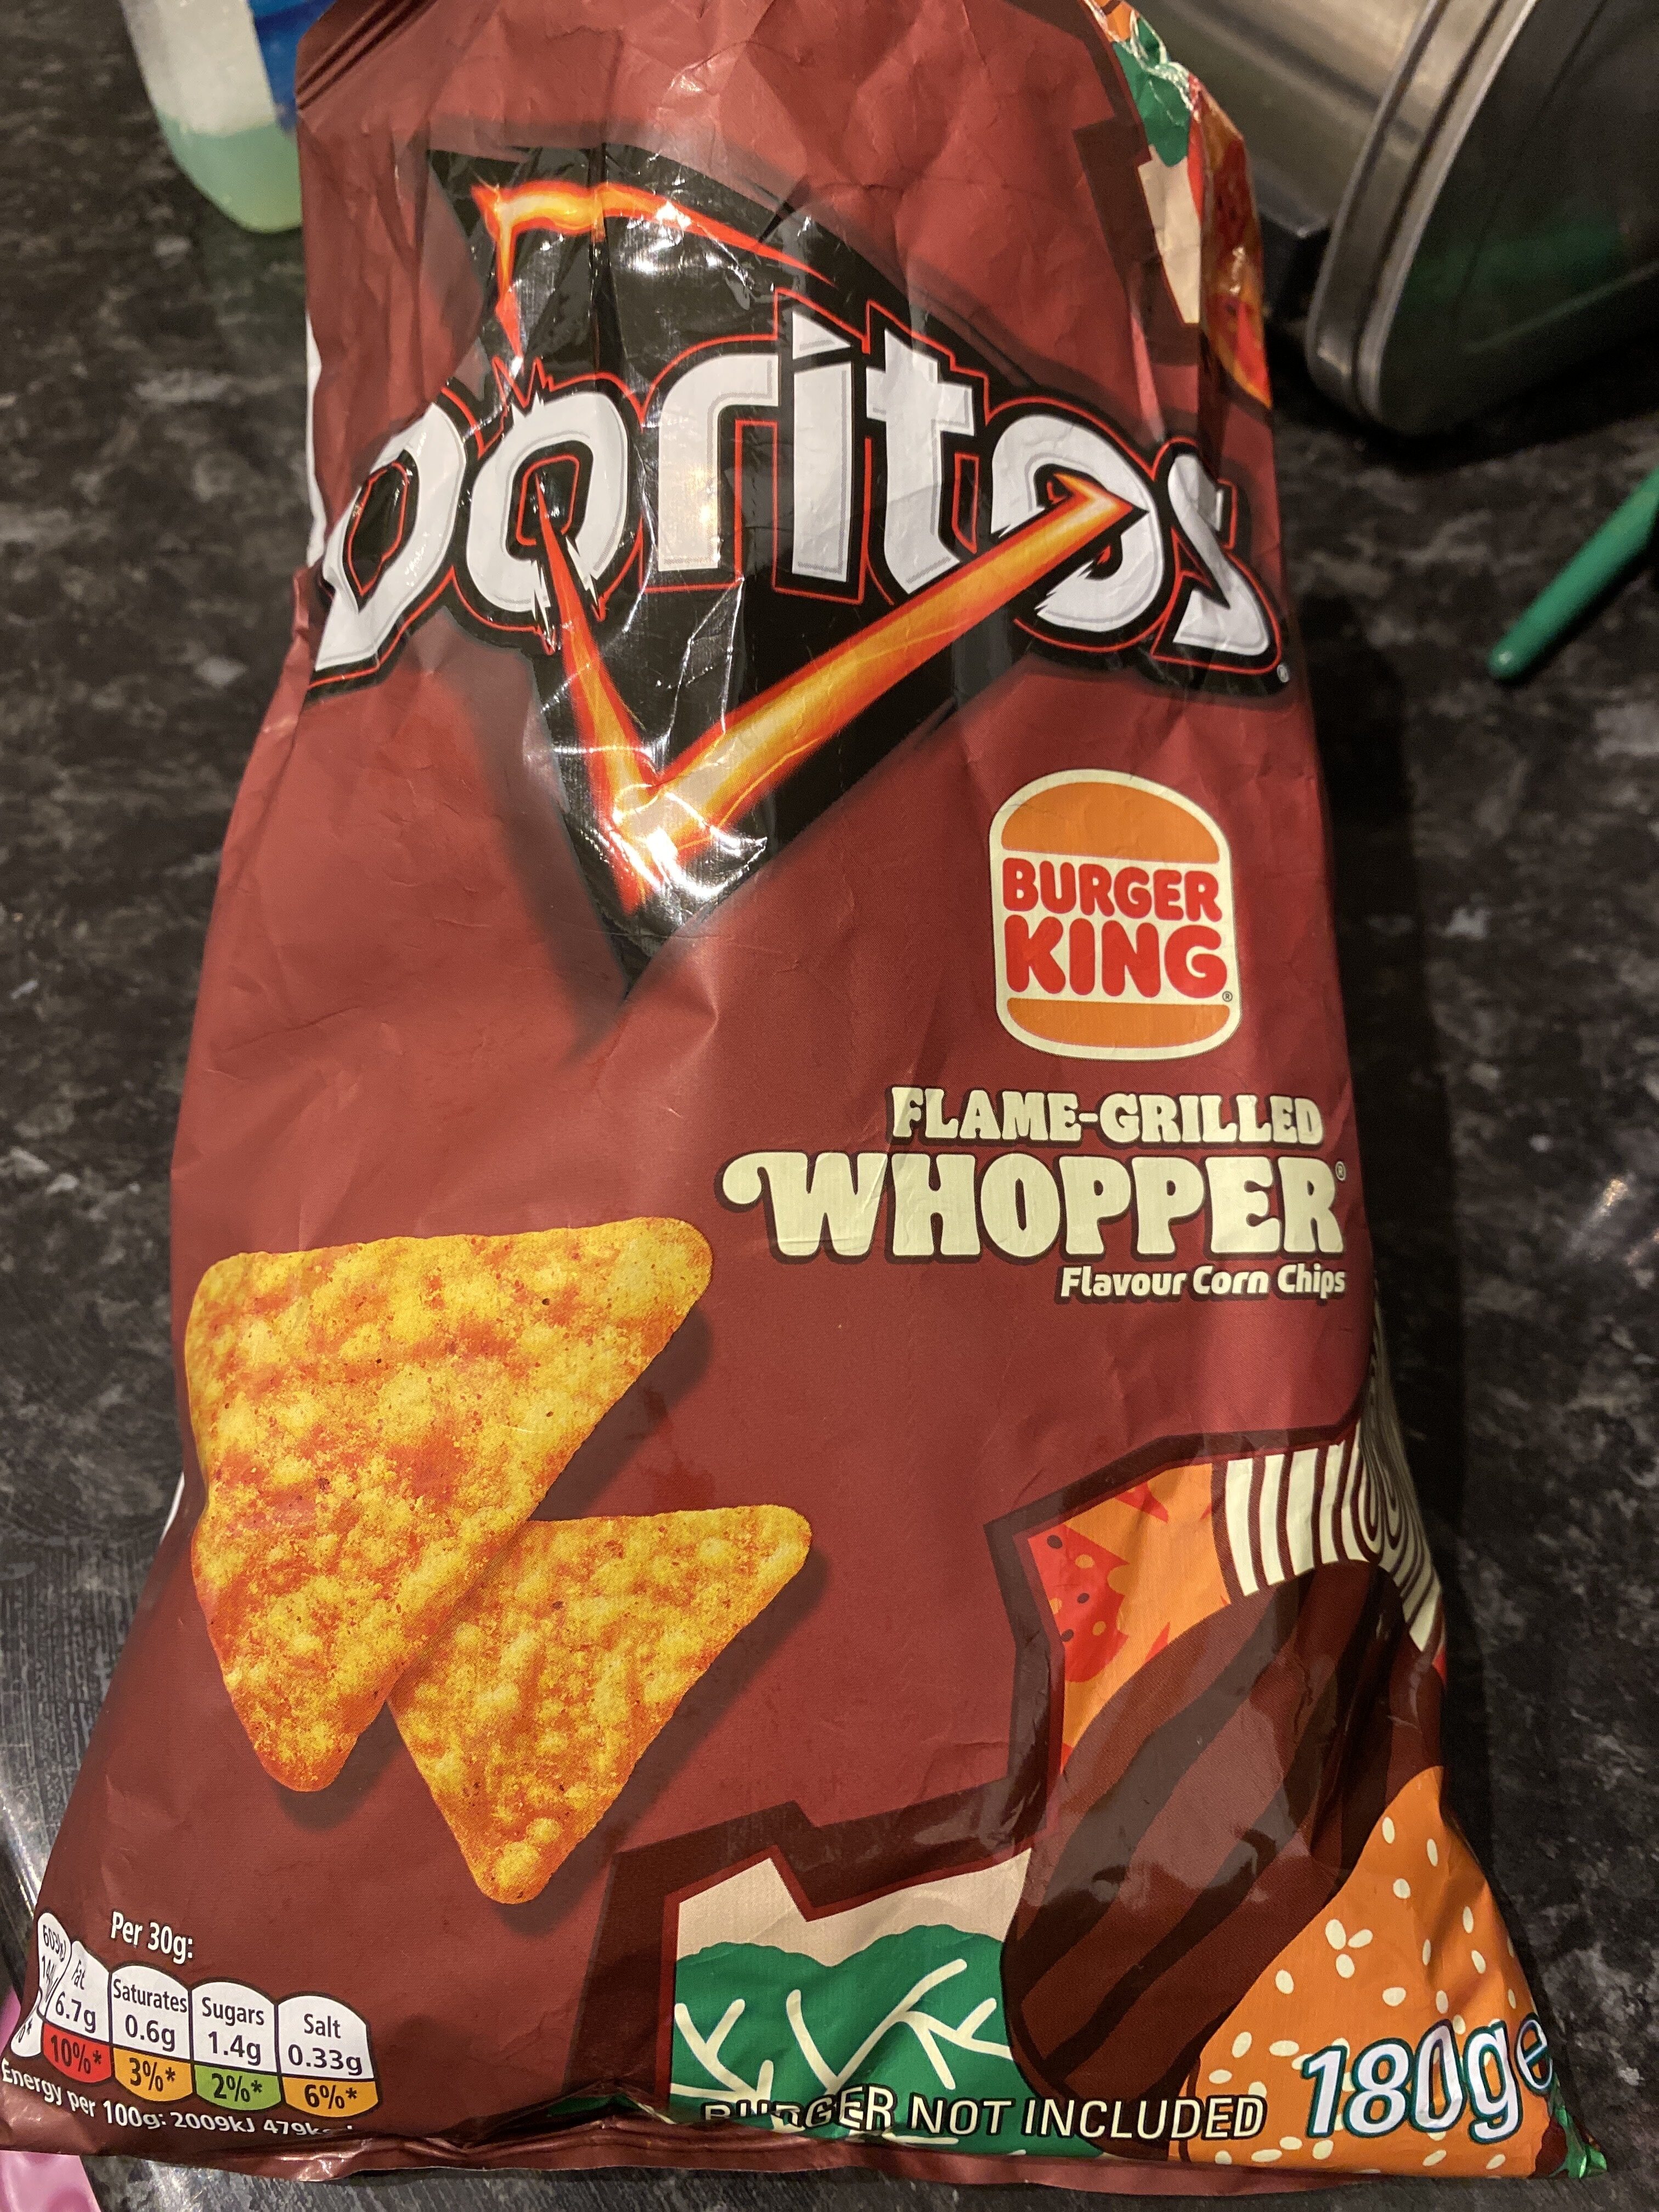 Doritos®
BURGER
KING®
FLAME-GRILLED
WHOPPER®
Flavour Corn Chips
Per 30g:
Fat
6.7g
10%*
Saturates
0.6g
3%*
Sugars
1.4g
2%*
Salt
0.33g
6%*
Energy per 100g: 2009kJ
BURGER NOT INCLUDED
180g℮